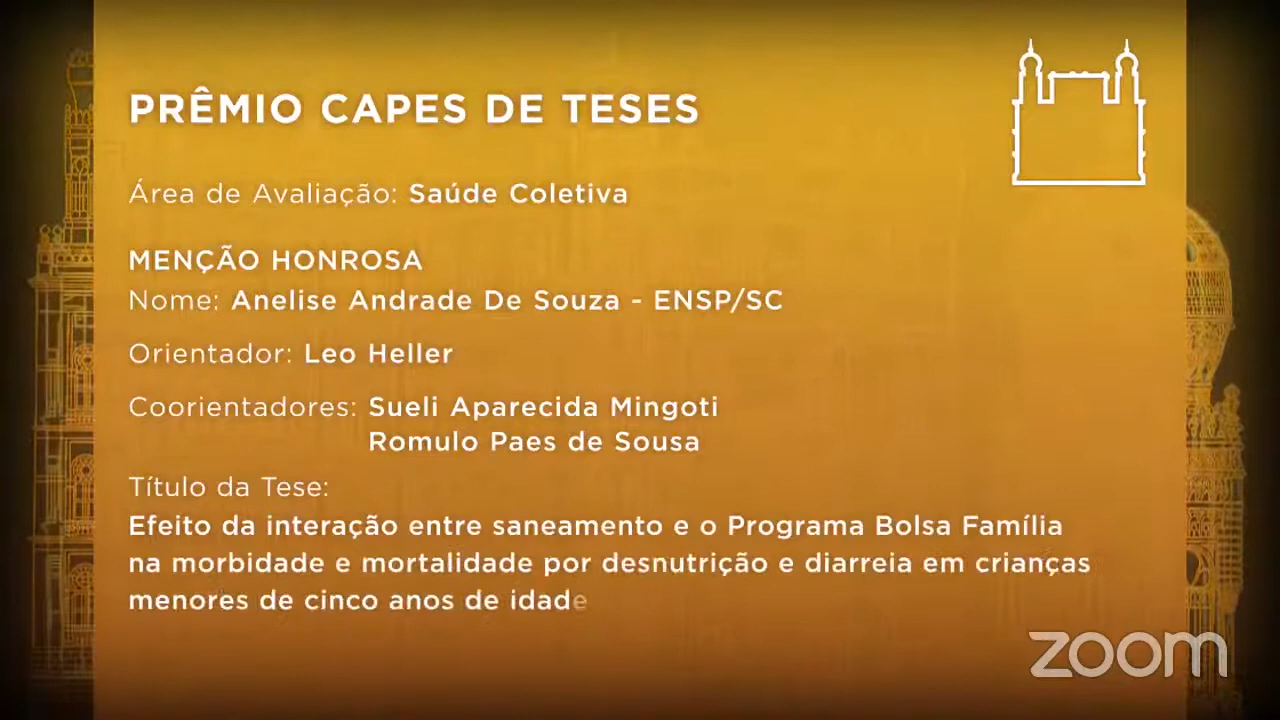 PRÊMIO CAPES DE TESES
Área de Avaliação: Saúde Coletiva
MENÇÃO HONROSA
Nome: Anelise Andrade De Souza - ENSP/SC
Orientador: Leo Heller
Coorientadores: Sueli Aparecida Mingoti
Romulo Paes de Sousa
Título da Tese:
Efeito da interação entre saneamento e o Programa Bolsa Família
na morbidade e mortalidade por desnutrição e diarreia em crianças
menores de cinco anos de idade
zoom